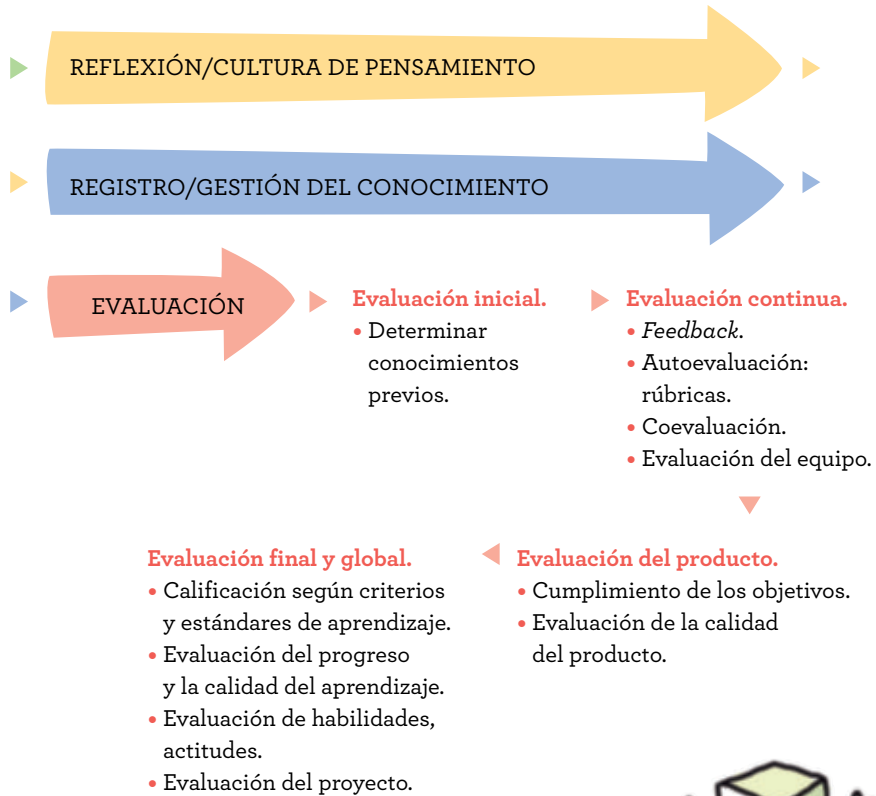 REFLEXIÓN/CULTURA DE PENSAMIENTO
REGISTRO/GESTIÓN DEL CONOCIMIENTO
EVALUACIÓN
Evaluación inicial.
• Determinar
conocimientos
previos.
Evaluación continua.
• Feedback.
• Autoevaluación:
rúbricas.
• Coevaluación.
• Evaluación del equipo.
Evaluación del producto.
• Cumplimiento de los objetivos.
• Evaluación de la calidad
del producto.
Evaluación final y global.
• Calificación según criterios
y estándares de aprendizaje.
• Evaluación del progreso
y la calidad del aprendizaje.
• Evaluación de habilidades,
actitudes.
• Evaluación del proyecto.